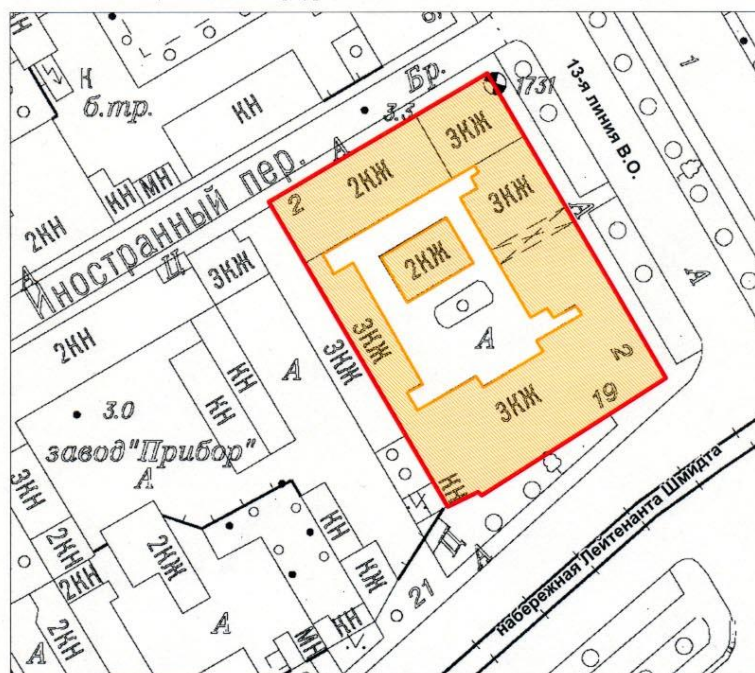 Н
б.тр.
КН
Бр.
3.5
1731
13-я линия В.О.
1
КН
МН
2КН
Иностранный пер.
А
2
2КЖ
3КЖ
3КЖ
А
Ц
3КЖ
2КЖ
А
А
2КН
3КЖ
3КЖ
А
КН
КН
А
3.0
завод"Прибор"
А
3КЖ
2
19
КН
3КН
2КН
2КН
2КЖ
КН
КЖ
Ц
А
21
набережная Лейтенанта Шмидта
А
2КН
А
МН
КН